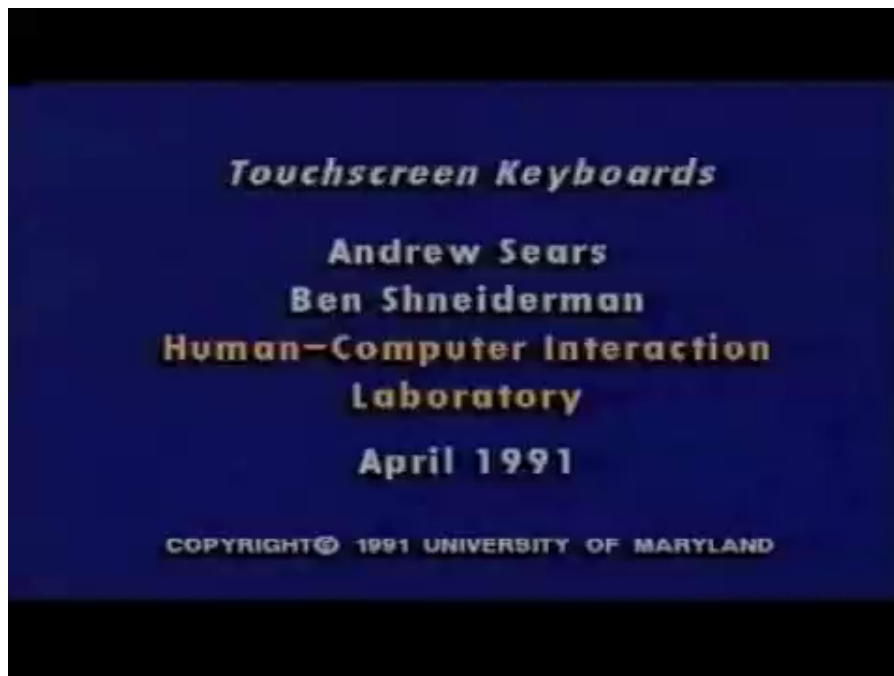 Touchscreen Keyboards
Andrew Sears
Ben Shneiderman
Human-Computer Interaction
Laboratory
April 1991
COPYRIGHT© 1991 UNIVERSITY OF MARYLAND